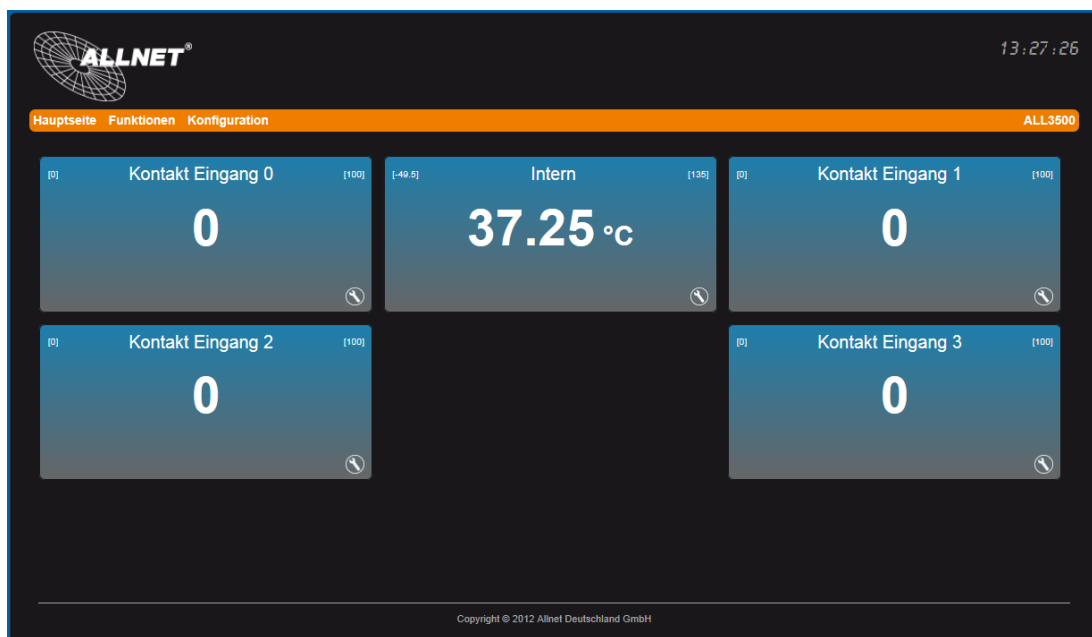 ALLNET®
13:27:26
Hauptseite Funktionen Konfiguration ALL3500
[0] Kontakt Eingang 0 [100]
0
[-49.5] Intern [135]
37.25 °C
[0] Kontakt Eingang 1 [100]
0
[0] Kontakt Eingang 2 [100]
0
[0] Kontakt Eingang 3 [100]
0
Copyright © 2012 Allnet Deutschland GmbH